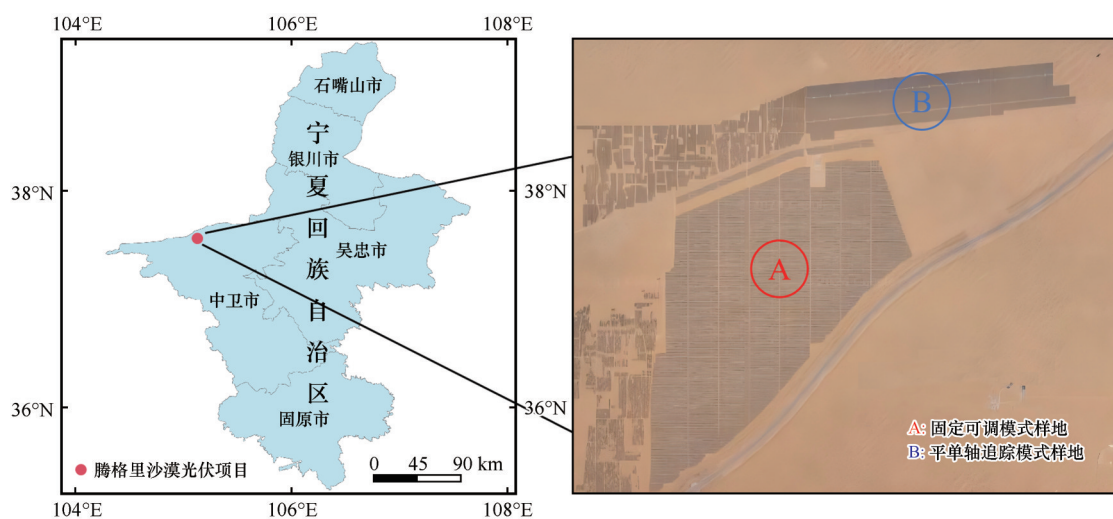 104°E
106°E
108°E
石嘴山市
宁夏回族自治区
银川市
38°N
38°N
吴忠市
中卫市
36°N
36°N
固原市
腾格里沙漠光伏项目
0 45 90 km
104°E
106°E
108°E
B
A
A: 固定可调模式样地
B: 平单轴追踪模式样地